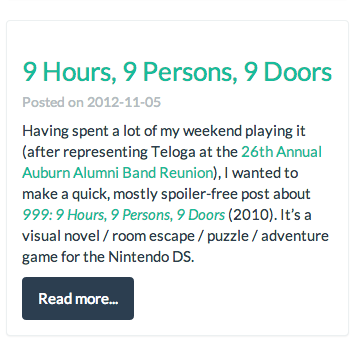 9 Hours, 9 Persons, 9 Doors
Posted on 2012-11-05
Having spent a lot of my weekend playing it
(after representing Teloga at the 26th Annual
Auburn Alumni Band Reunion), I wanted to
make a quick, mostly spoiler-free post about
999: 9 Hours, 9 Persons, 9 Doors (2010). It's a
visual novel / room escape / puzzle / adventure
game for the Nintendo DS.
Read more...